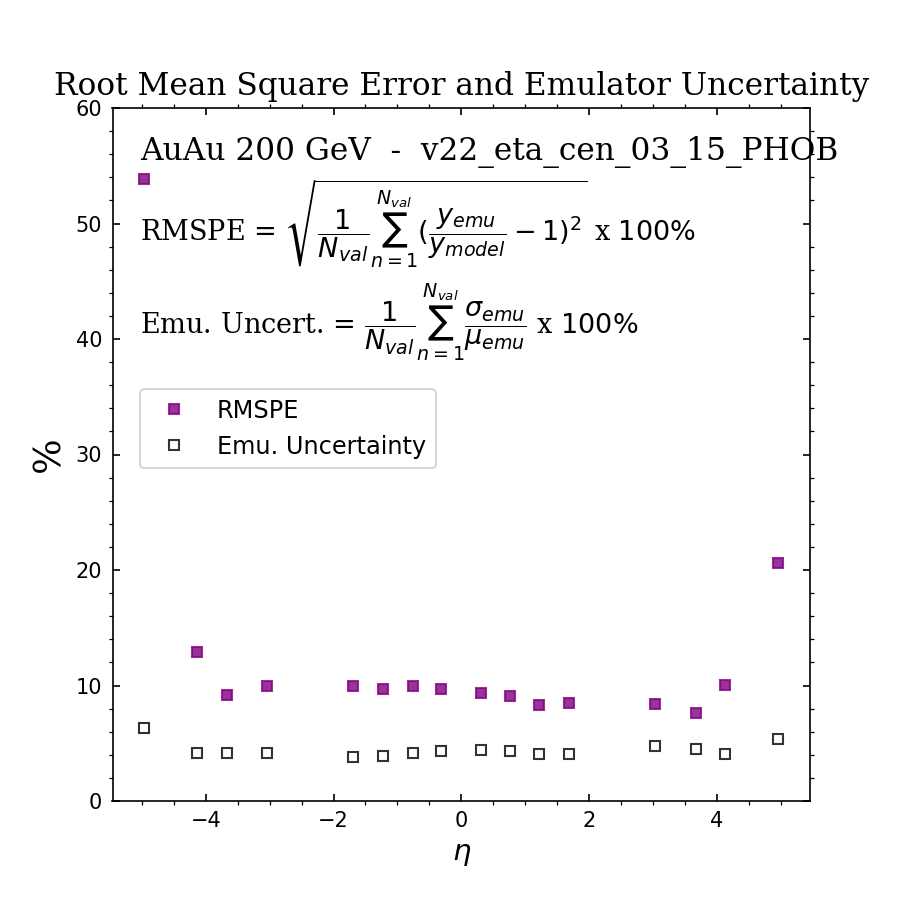 Root Mean Square Error and Emulator Uncertainty
60
AuAu 200 GeV - v22_eta_cen_03_15_PHOB
50
RMSPE = √(1/N_val ∑_{n=1}^{N_val} (y_emu/y_model − 1)²) x 100%
Emu. Uncert. = 1/N_val ∑_{n=1}^{N_val} σ_emu/μ_emu x 100%
40
RMSPE
Emu. Uncertainty
%
30
20
10
0
−4 −2 0 2 4
η